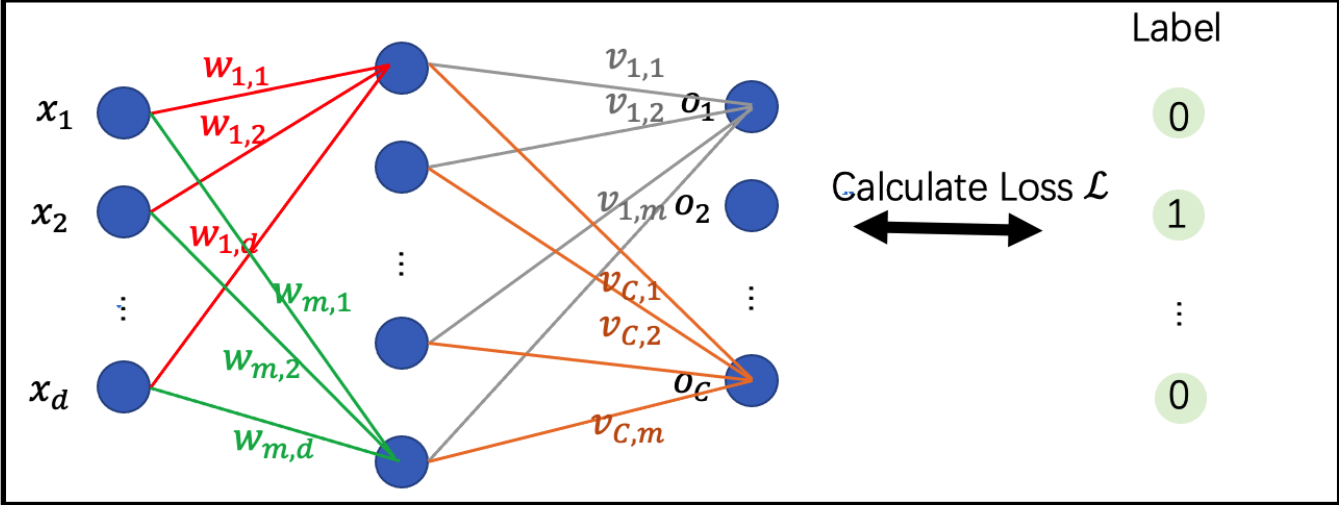 Label
x_1
w_{1,1}
w_{1,2}
v_{1,1}
v_{1,2}
o_1
0
x_2
w_{1,d}
v_{1,m}
o_2
Calculate Loss ℒ
1
⋮
w_{m,1}
⋮
v_{C,1}
⋮
⋮
w_{m,2}
v_{C,2}
x_d
w_{m,d}
o_C
v_{C,m}
0